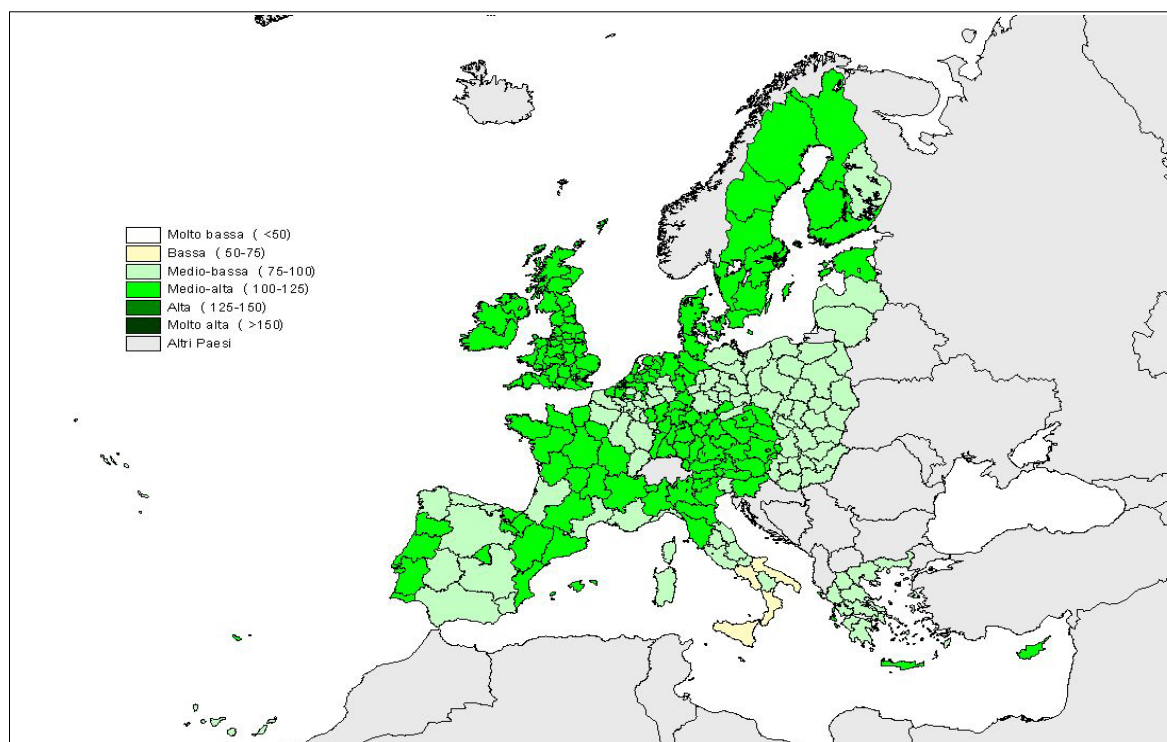 Molto bassa ( <50)
Bassa ( 50-75)
Medio-bassa ( 75-100)
Medio-alta ( 100-125)
Alta ( 125-150)
Molto alta ( >150)
Altri Paesi